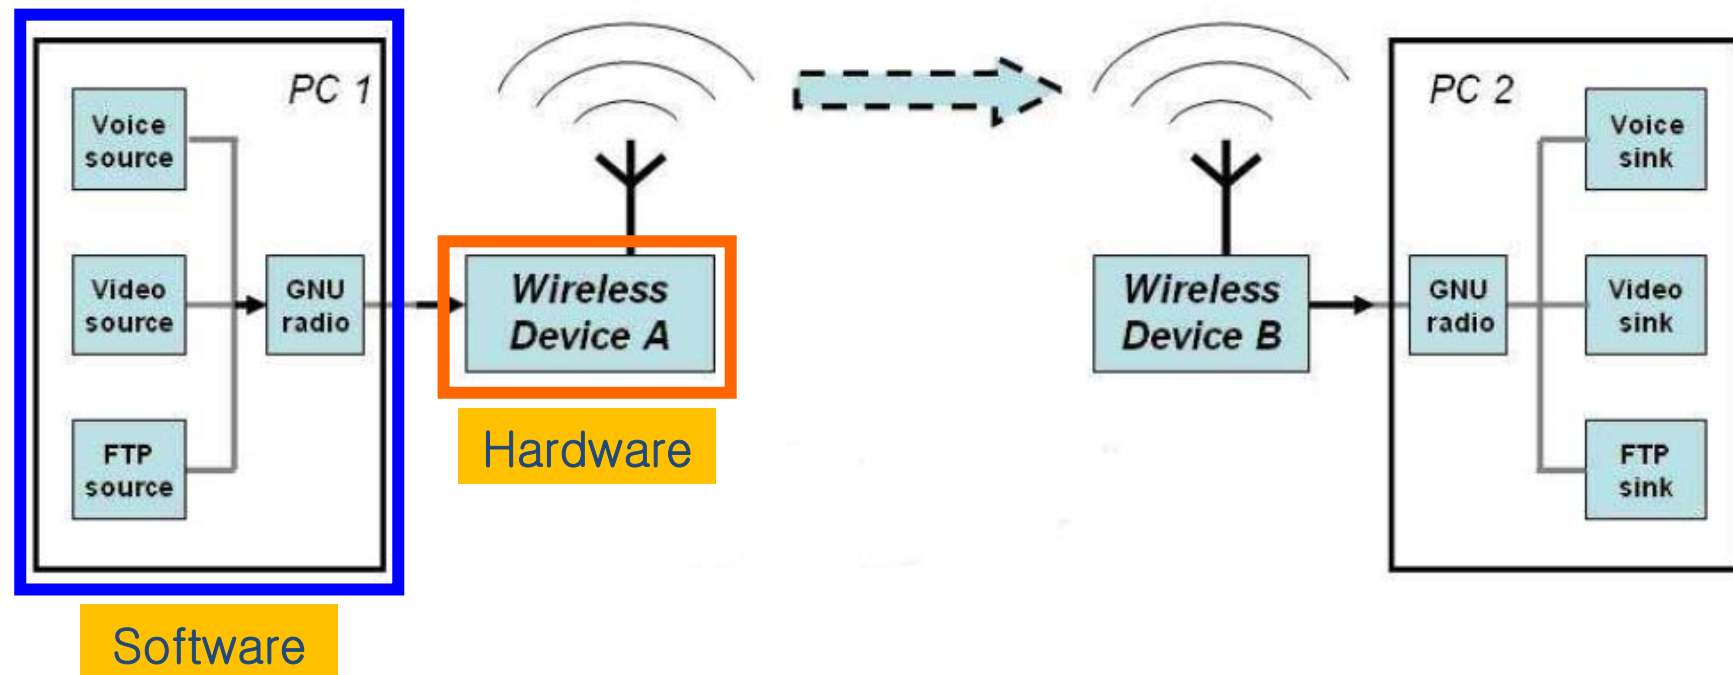 PC 1
Voice
source
Video
source
FTP
source
GNU
radio
Software
Wireless
Device A
Hardware
Wireless
Device B
PC 2
GNU
radio
Voice
sink
Video
sink
FTP
sink